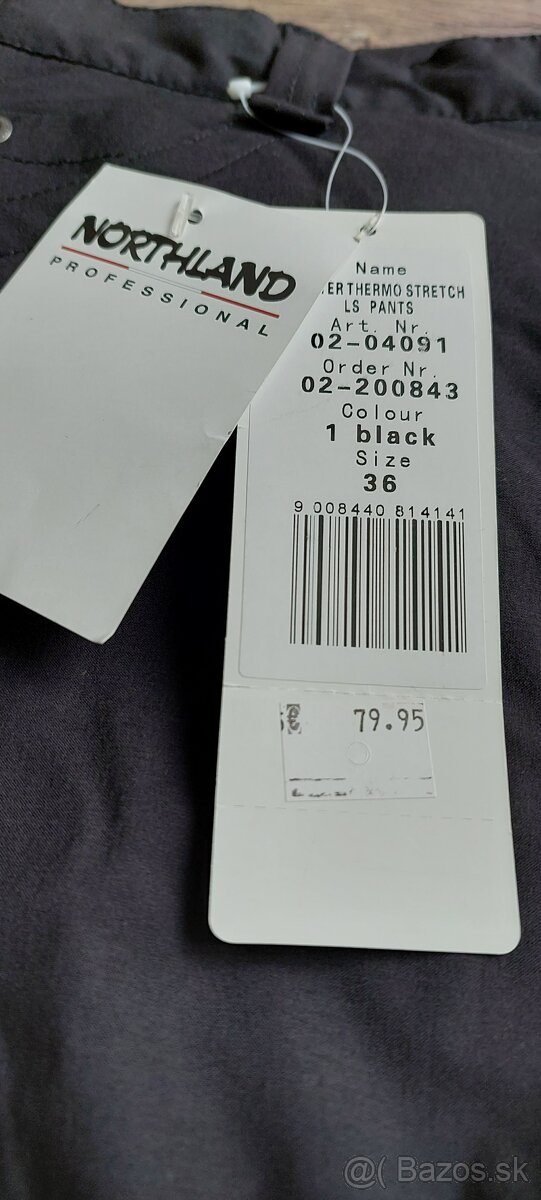 NORTHLAND
PROFESSIONAL
Name
ER THERMO STRETCH
LS PANTS
Art. Nr.
02-04091
Order Nr.
02-200843
Colour
1 black
Size
36
9 008440 814141
€ 79.95
@( Bazos.sk